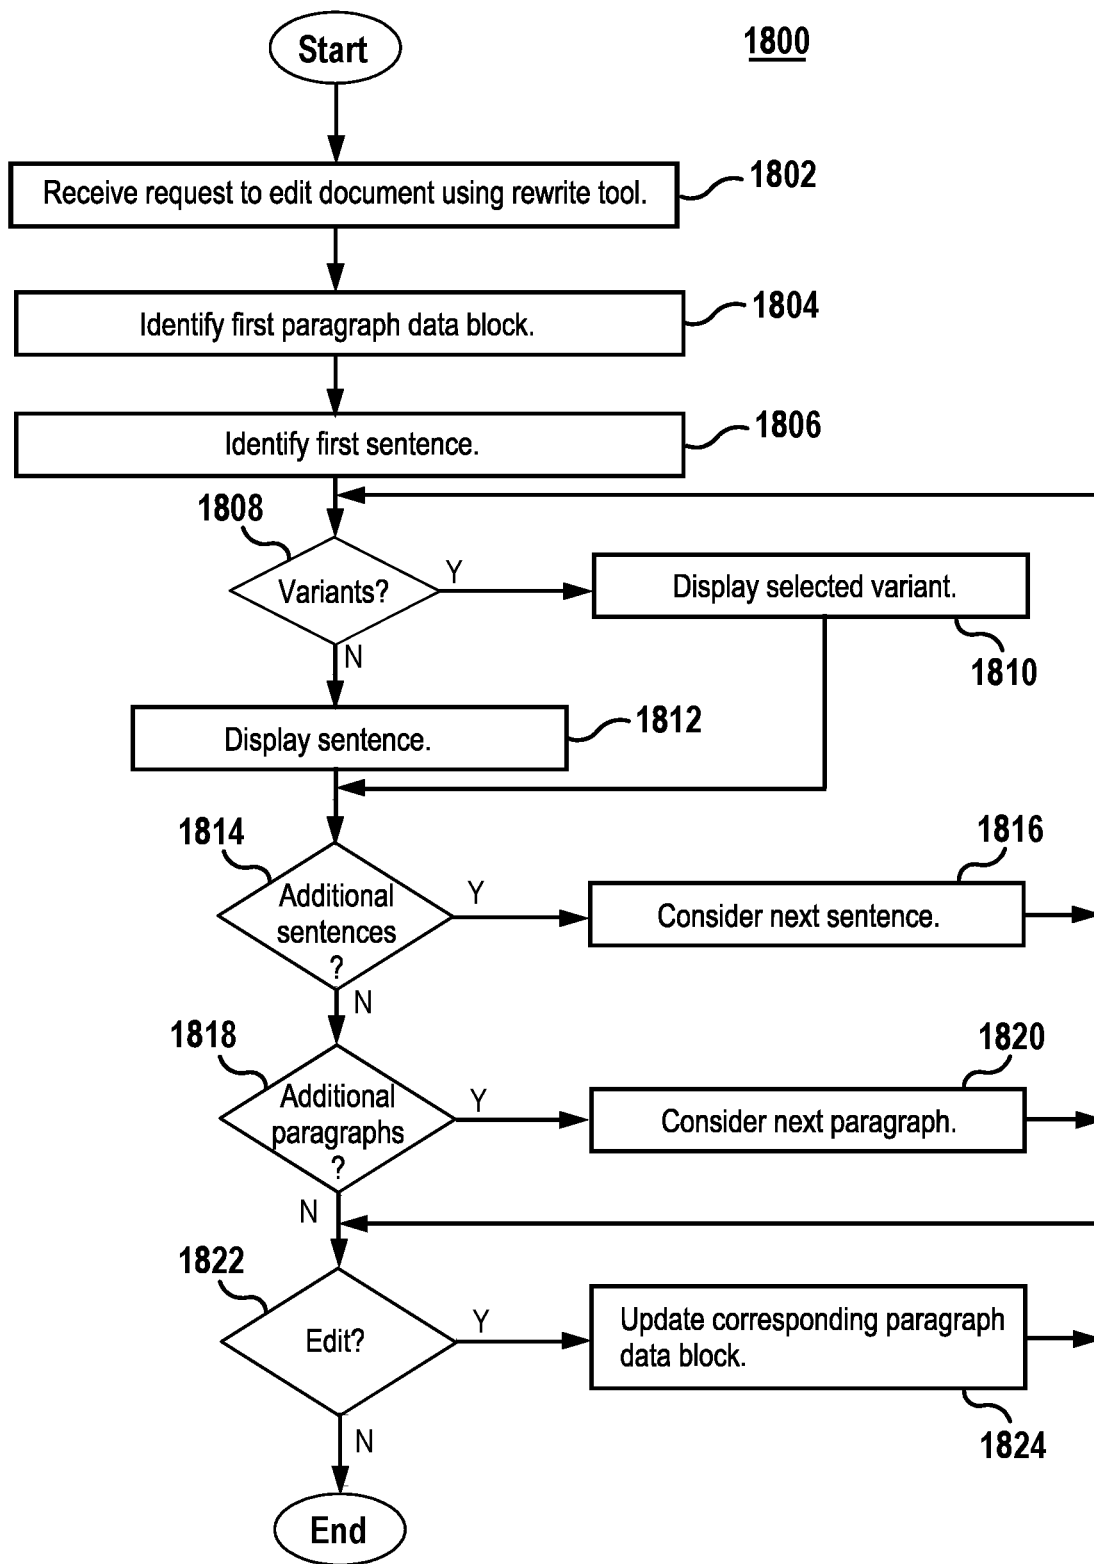 Start
1800
Receive request to edit document using rewrite tool.
1802
Identify first paragraph data block.
1804
Identify first sentence.
1806
1808
Variants?
Y
Display selected variant.
N
1810
Display sentence.
1812
1814
Additional
sentences
?
Y
1816
Consider next sentence.
N
1818
Additional
paragraphs
?
Y
1820
Consider next paragraph.
N
1822
Edit?
Y
Update corresponding paragraph
data block.
1824
N
End